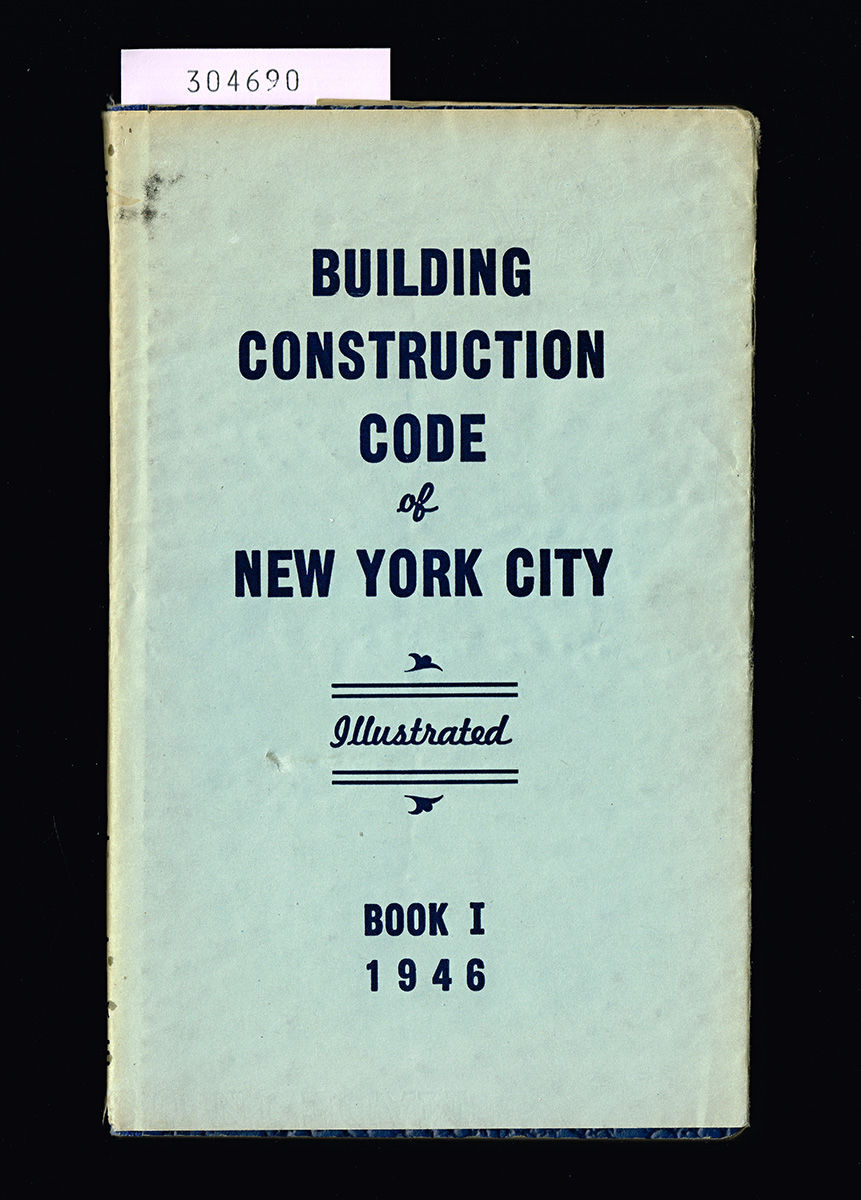 304690
BUILDING
CONSTRUCTION
CODE
of
NEW YORK CITY
Illustrated
BOOK I
1946